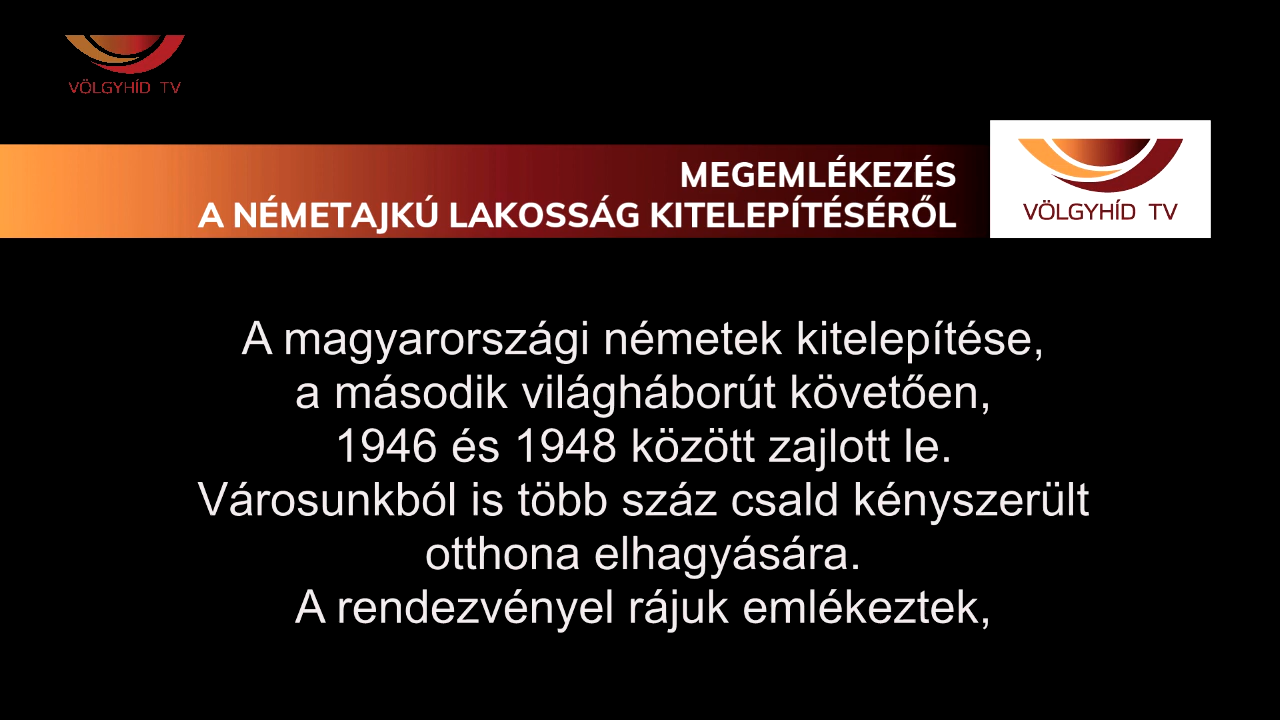 VÖLGYHÍD TV
MEGEMLÉKEZÉS
A NÉMETAJKÚ LAKOSSÁG KITELEPÍTÉSÉRŐL
VÖLGYHÍD TV
A magyarországi németek kitelepítése,
a második világháborút követően,
1946 és 1948 között zajlott le.
Városunkból is több száz csald kényszerült
otthona elhagyására.
A rendezvényel rájuk emlékeztek,